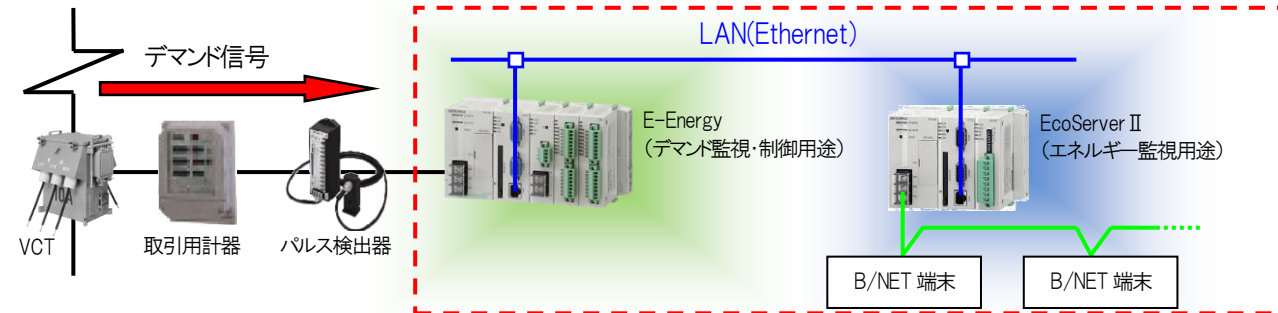 デマンド信号
LAN(Ethernet)
E-Energy
(デマンド監視・制御用途)
EcoServerⅡ
(エネルギー監視用途)
VCT
取引用計器
パルス検出器
B/NET 端末
B/NET 端末